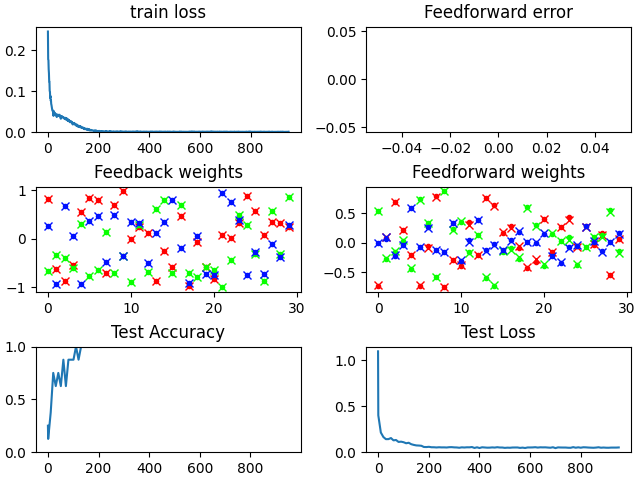 train loss
Feedforward error
0.2
0.1
0.0
0 200 400 600 800
0.05
0.00
−0.05
−0.04 −0.02 0.00 0.02 0.04
Feedback weights
Feedforward weights
1
0
−1
0 10 20 30
0.5
0.0
−0.5
0 10 20 30
Test Accuracy
Test Loss
1.0
0.5
0.0
0 200 400 600 800
1.0
0.5
0.0
0 200 400 600 800